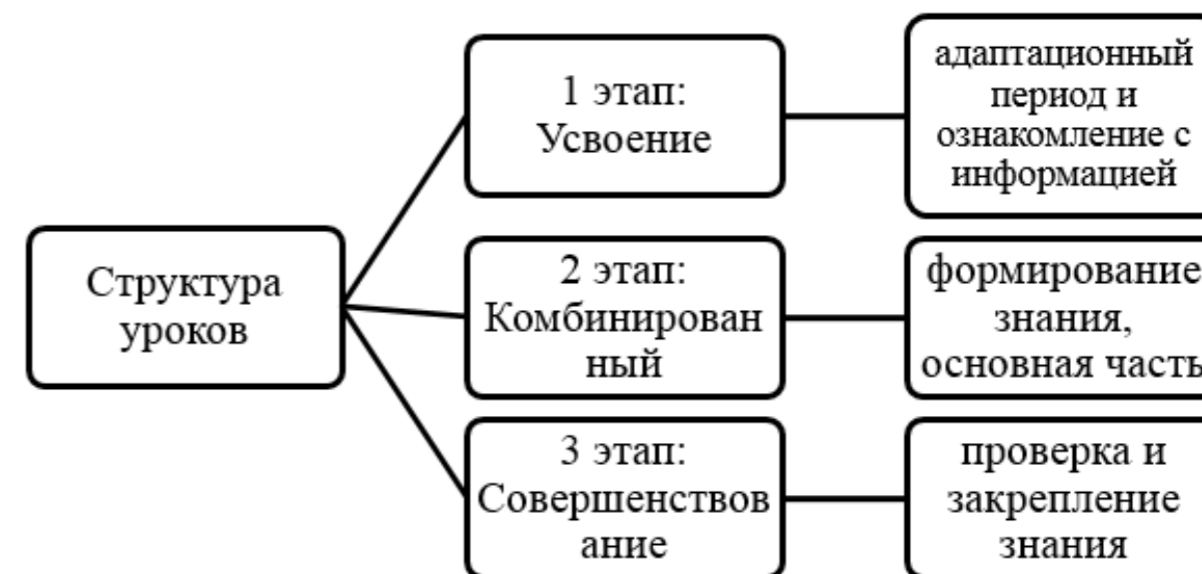 Структура
уроков
1 этап:
Усвоение
адаптационный
период и
ознакомление с
информацией
2 этап:
Комбинирован
ный
формирование
знания,
основная часть
3 этап:
Совершенствов
ание
проверка и
закрепление
знания